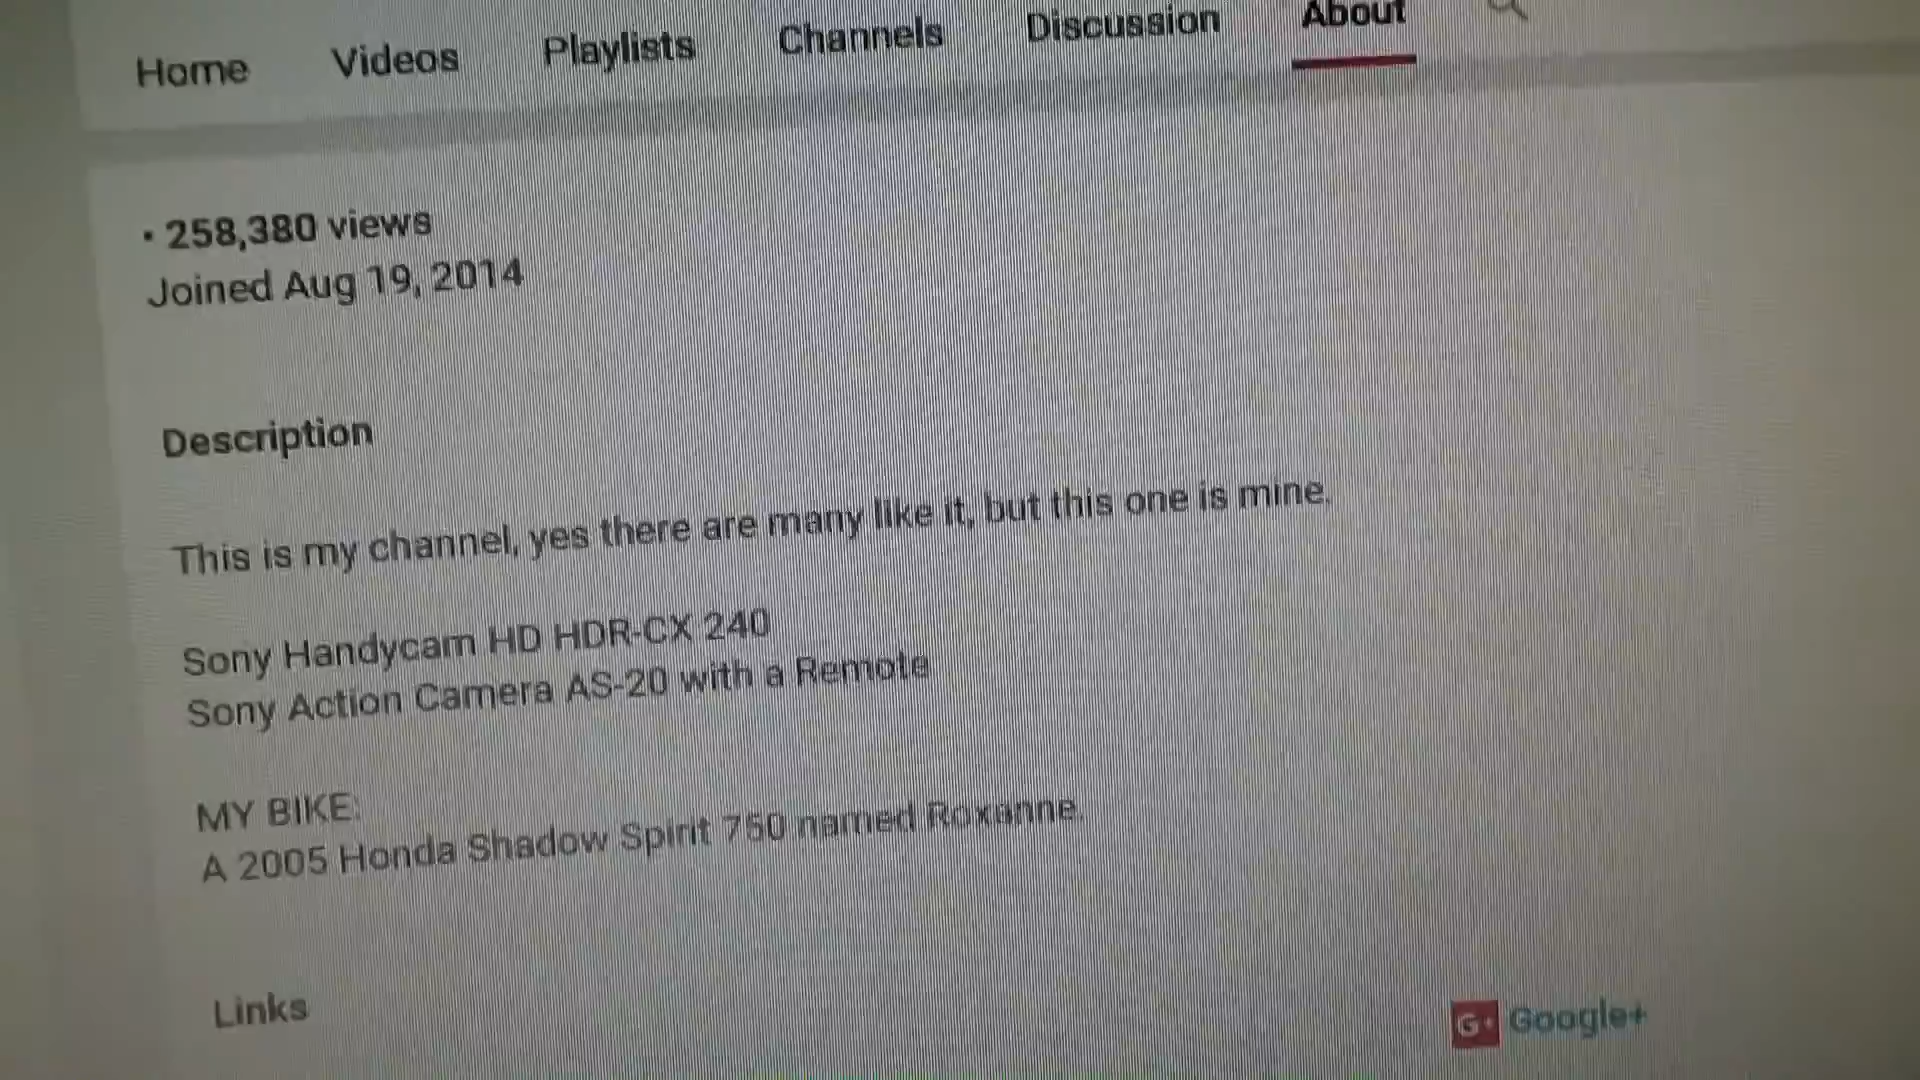 Home Videos Playlists Channels Discussion About
• 258,380 views
Joined Aug 19, 2014
Description
This is my channel, yes there are many like it, but this one is mine.
Sony Handycam HD HDR-CX 240
Sony Action Camera AS-20 with a Remote
MY BIKE:
A 2005 Honda Shadow Spirit 750 named Roxanne.
Links
G+ Google+